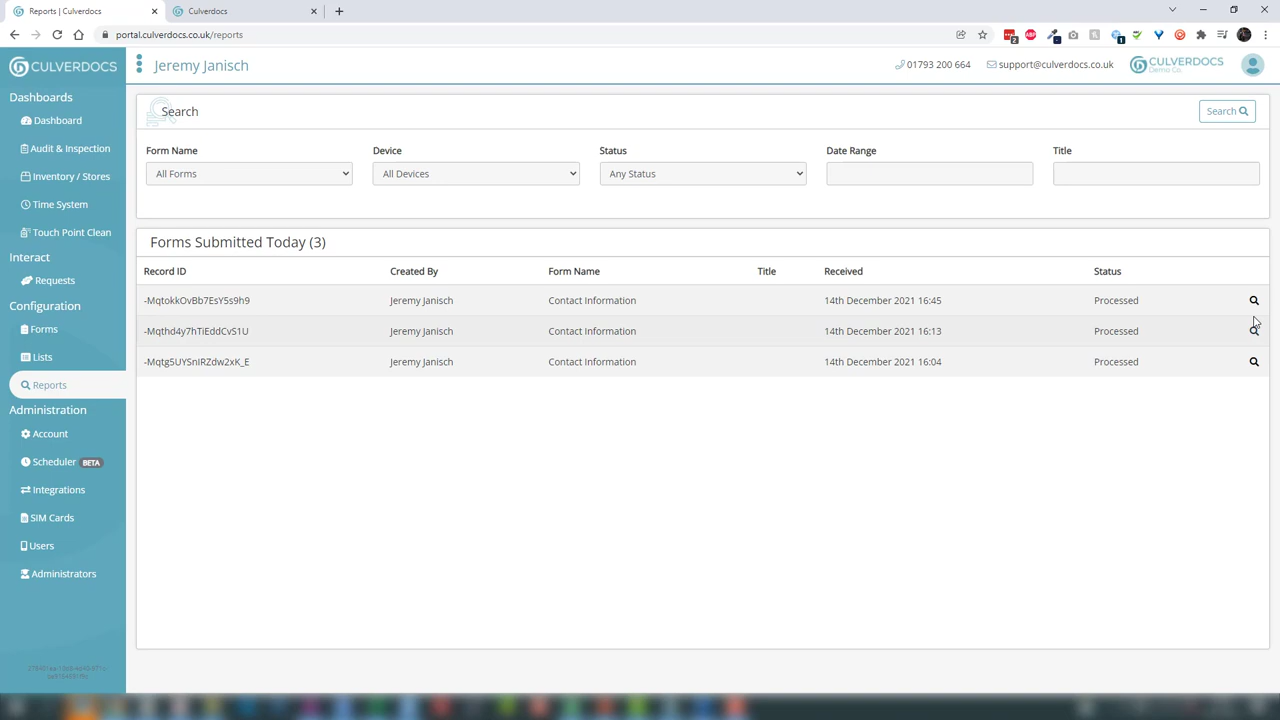 Reports | Culverdocs
Culverdocs
portal.culverdocs.co.uk/reports
CULVERDOCS
Jeremy Janisch
01793 200 664
support@culverdocs.co.uk
CULVERDOCS
Demo Co.
Dashboards
Dashboard
Audit & Inspection
Inventory / Stores
Time System
Touch Point Clean
Interact
Requests
Configuration
Forms
Lists
Reports
Administration
Account
Scheduler BETA
Integrations
SIM Cards
Users
Administrators
Search
Search
Form Name Device Status Date Range Title
All Forms All Devices Any Status
Forms Submitted Today (3)
Record ID Created By Form Name Title Received Status
-MqtokkOvBb7EsY5s9h9 Jeremy Janisch Contact Information 14th December 2021 16:45 Processed
-Mqthd4y7hTiEddCvS1U Jeremy Janisch Contact Information 14th December 2021 16:13 Processed
-Mqtg5UYSnIRZdw2xK_E Jeremy Janisch Contact Information 14th December 2021 16:04 Processed